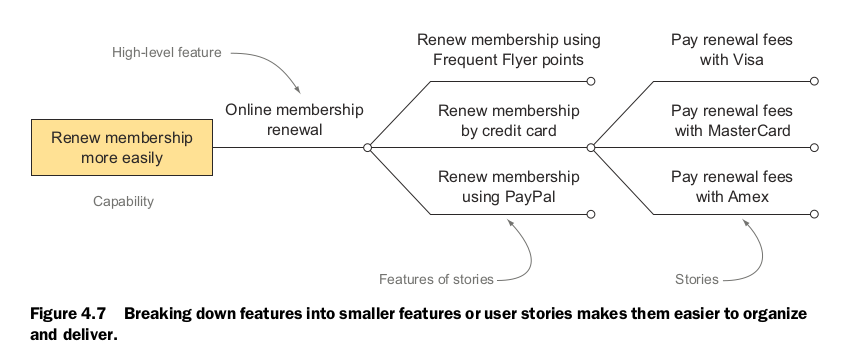 High-level feature
Renew membership
more easily
Capability
Online membership
renewal
Renew membership using
Frequent Flyer points
Renew membership
by credit card
Renew membership
using PayPal
Features of stories
Pay renewal fees
with Visa
Pay renewal fees
with MasterCard
Pay renewal fees
with Amex
Stories
Figure 4.7 Breaking down features into smaller features or user stories makes them easier to organize
and deliver.